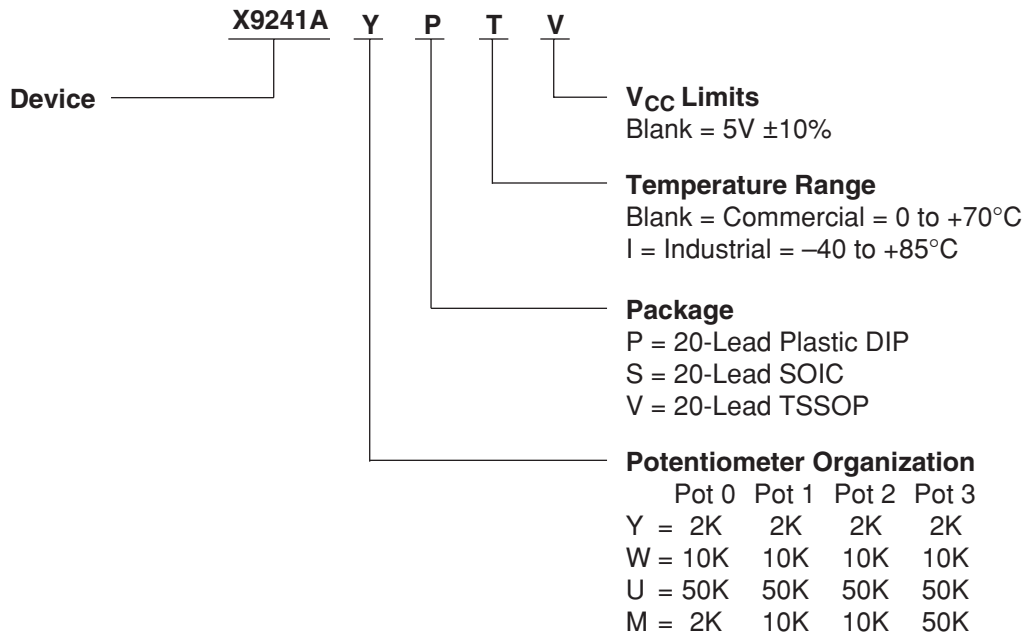 X9241A Y P T V
Device
VCC Limits
Blank = 5V ±10%
Temperature Range
Blank = Commercial = 0 to +70°C
I = Industrial = –40 to +85°C
Package
P = 20-Lead Plastic DIP
S = 20-Lead SOIC
V = 20-Lead TSSOP
Potentiometer Organization
Pot 0 Pot 1 Pot 2 Pot 3
Y = 2K 2K 2K 2K
W = 10K 10K 10K 10K
U = 50K 50K 50K 50K
M = 2K 10K 10K 50K